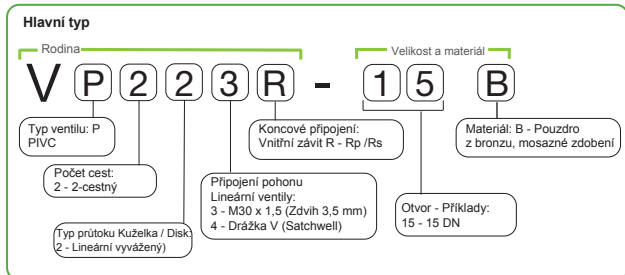 Hlavní typ
Rodina
Velikost a materiál
V P 2 2 3 R - 1 5 B
Typ ventilu: P
PIVC
Koncové připojení:
Vnitřní závit R - Rp /Rs
Materiál: B - Pouzdro
z bronzu, mosazné zdobení
Počet cest:
2 - 2-cestný
Připojení pohonu
Lineární ventily:
3 - M30 x 1,5 (Zdvih 3,5 mm)
4 - Drážka V (Satchwell)
Otvor - Příklady:
15 - 15 DN
Typ průtoku Kuželka / Disk:
2 - Lineární vyvážený)